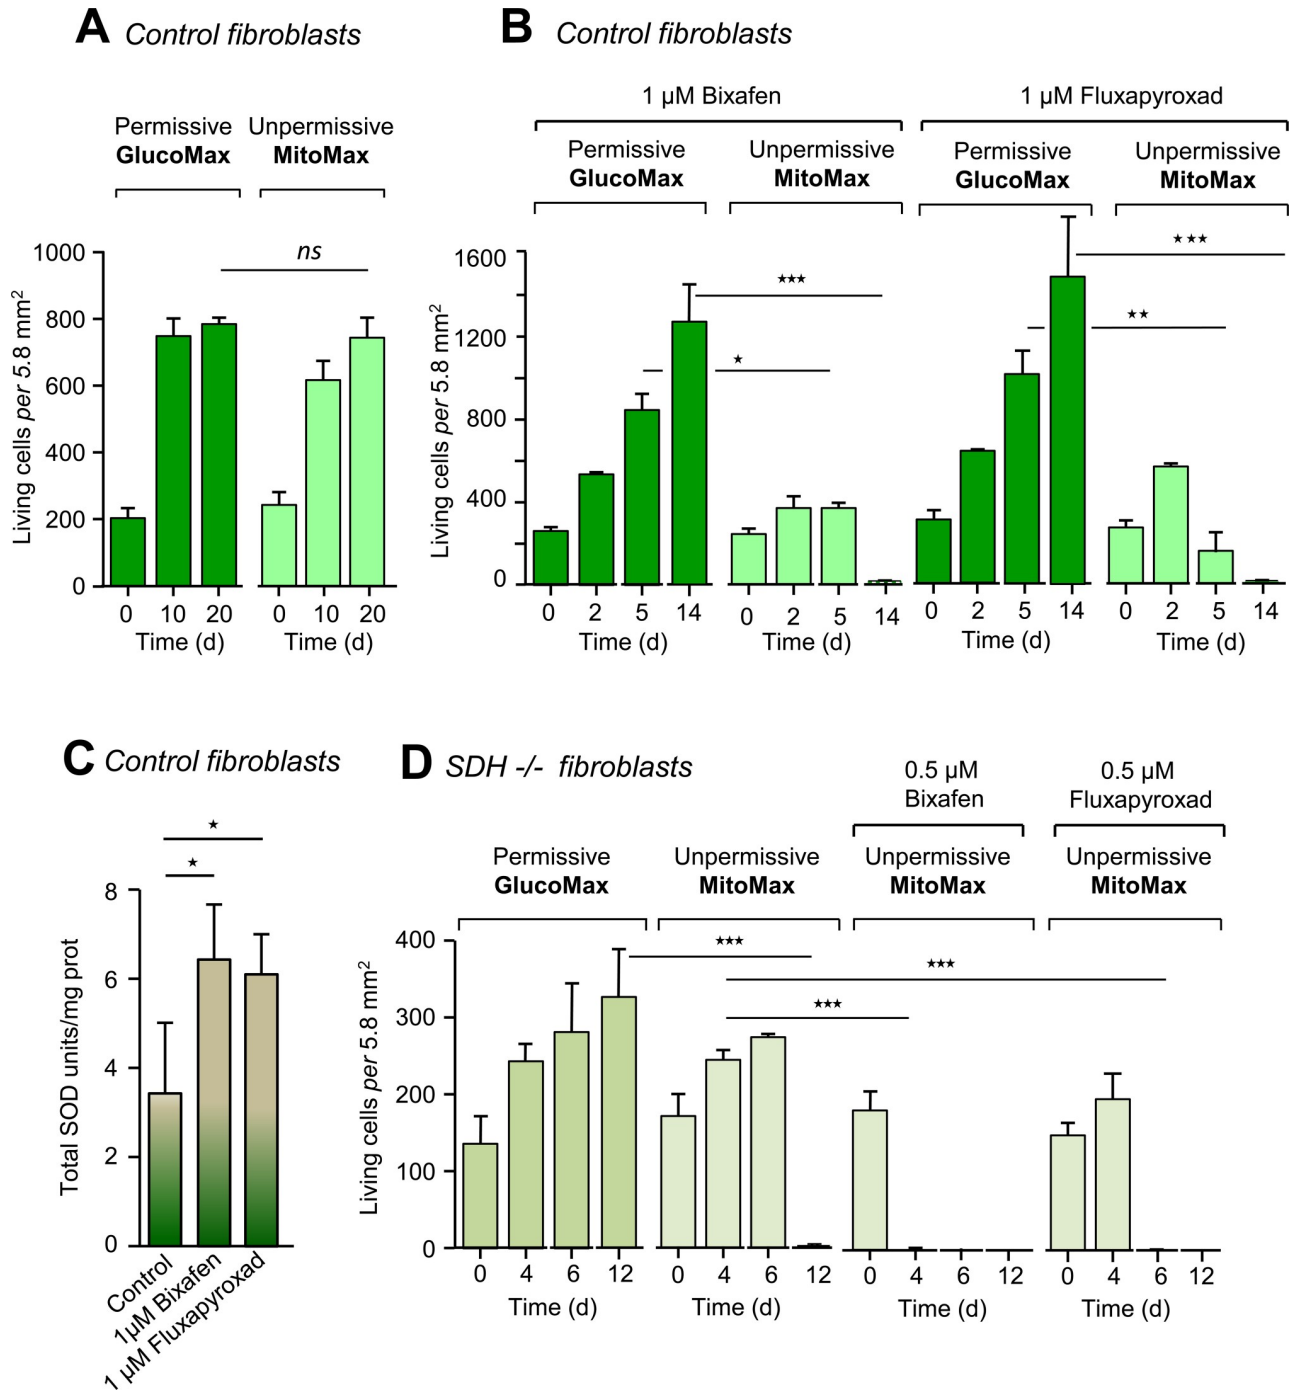 A Control fibroblasts
Permissive Unpermissive
GlucoMax MitoMax
ns
Living cells per 5.8 mm²
1000
800
600
400
200
0
0 10 20 0 10 20
Time (d) Time (d)
B Control fibroblasts
1 µM Bixafen 1 µM Fluxapyroxad
Permissive Unpermissive Permissive Unpermissive
GlucoMax MitoMax GlucoMax MitoMax
Living cells per 5.8 mm²
1600
1200
800
400
0
★★★
★
★★★
★★
0 2 5 14 0 2 5 14 0 2 5 14 0 2 5 14
Time (d) Time (d) Time (d) Time (d)
C Control fibroblasts
★
★
Total SOD units/mg prot
8
6
4
2
0
Control
1µM Bixafen
1 µM Fluxapyroxad
D SDH -/- fibroblasts
0.5 µM 0.5 µM
Bixafen Fluxapyroxad
Permissive Unpermissive Unpermissive Unpermissive
GlucoMax MitoMax MitoMax MitoMax
Living cells per 5.8 mm²
400
300
200
100
0
★★★
★★★
★★★
0 4 6 12 0 4 6 12 0 4 6 12 0 4 6 12
Time (d) Time (d) Time (d) Time (d)